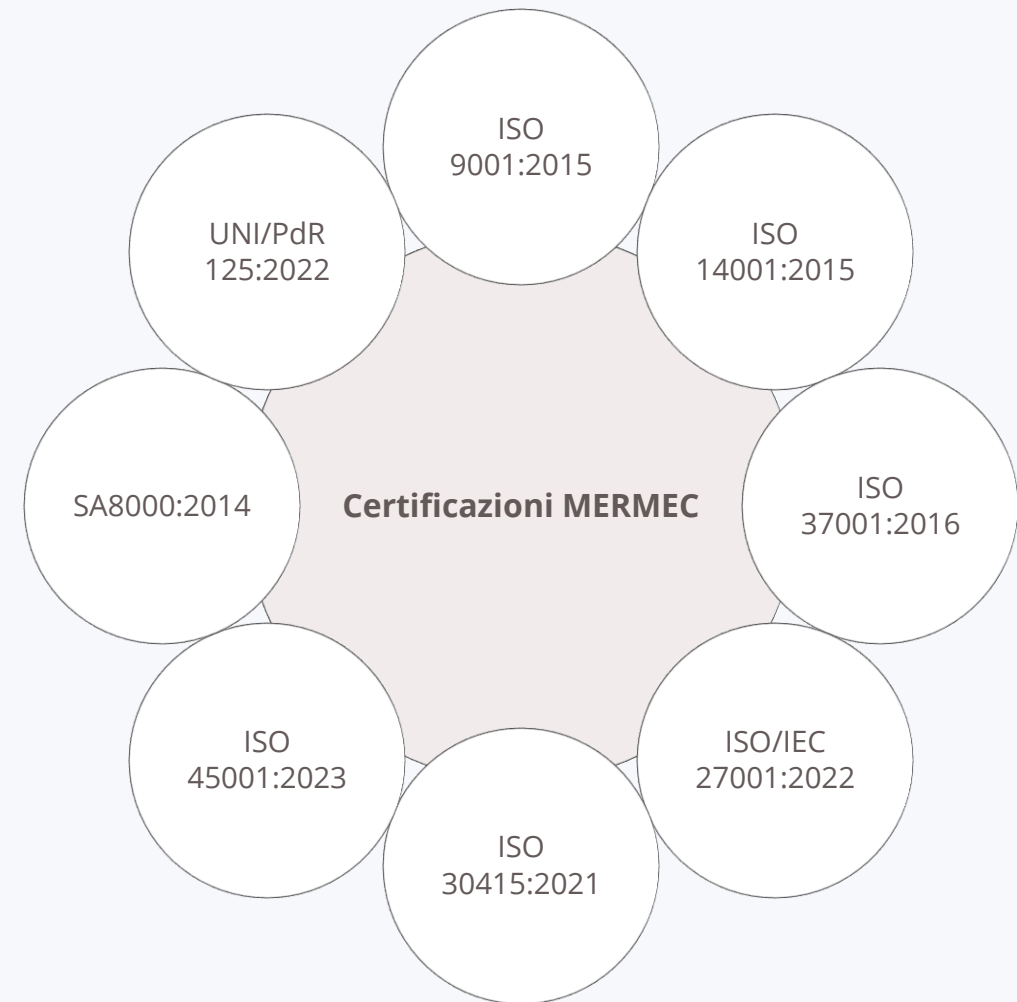 ISO
9001:2015
UNI/PdR
125:2022
ISO
14001:2015
SA8000:2014
Certificazioni MERMEC
ISO
37001:2016
ISO
45001:2023
ISO/IEC
27001:2022
ISO
30415:2021